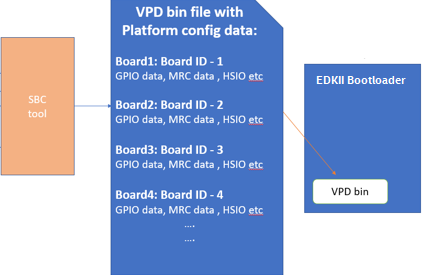 VPD bin file with
Platform config data:
Board1: Board ID - 1
GPIO data, MRC data , HSIO etc
Board2: Board ID - 2
GPIO data, MRC data , HSIO etc
Board3: Board ID - 3
GPIO data, MRC data , HSIO etc
Board4: Board ID - 4
GPIO data, MRC data , HSIO etc
....
....
SBC
tool
EDKII Bootloader
VPD bin